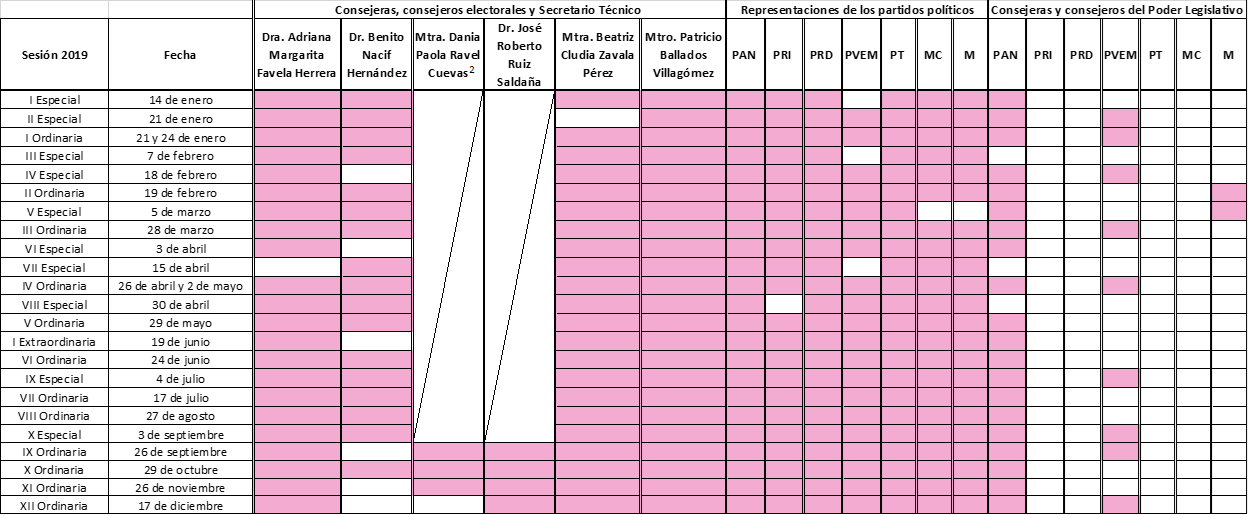 Consejeras, consejeros electorales y Secretario Técnico Representaciones de los partidos políticos Consejeras y consejeros del Poder Legislativo
Sesión 2019 Fecha Dra. Adriana Margarita Favela Herrera Dr. Benito Nacif Hernández Mtra. Dania Paola Ravel Cuevas2 Dr. José Roberto Ruiz Saldaña Mtra. Beatriz Cludia Zavala Pérez Mtro. Patricio Ballados Villagómez PAN PRI PRD PVEM PT MC M PAN PRI PRD PVEM PT MC M
I Especial 14 de enero
II Especial 21 de enero
I Ordinaria 21 y 24 de enero
III Especial 7 de febrero
IV Especial 18 de febrero
II Ordinaria 19 de febrero
V Especial 5 de marzo
III Ordinaria 28 de marzo
VI Especial 3 de abril
VII Especial 15 de abril
IV Ordinaria 26 de abril y 2 de mayo
VIII Especial 30 de abril
V Ordinaria 29 de mayo
I Extraordinaria 19 de junio
VI Ordinaria 24 de junio
IX Especial 4 de julio
VII Ordinaria 17 de julio
VIII Ordinaria 27 de agosto
X Especial 3 de septiembre
IX Ordinaria 26 de septiembre
X Ordinaria 29 de octubre
XI Ordinaria 26 de noviembre
XII Ordinaria 17 de diciembre